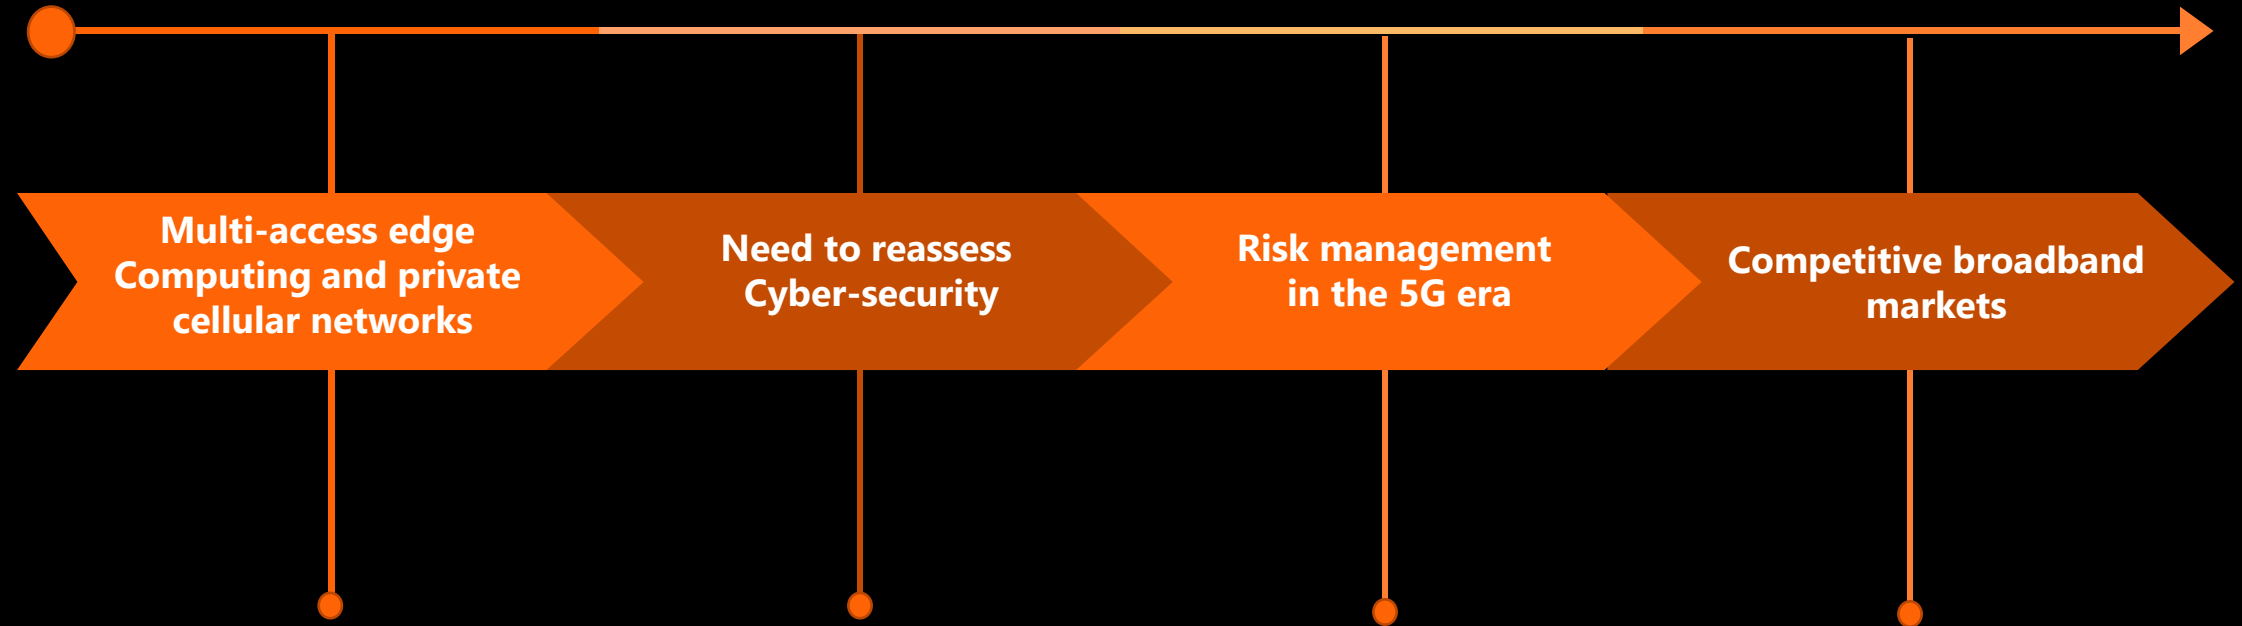 Multi-access edge
Computing and private
cellular networks
Need to reassess
Cyber-security
Risk management
in the 5G era
Competitive broadband
markets